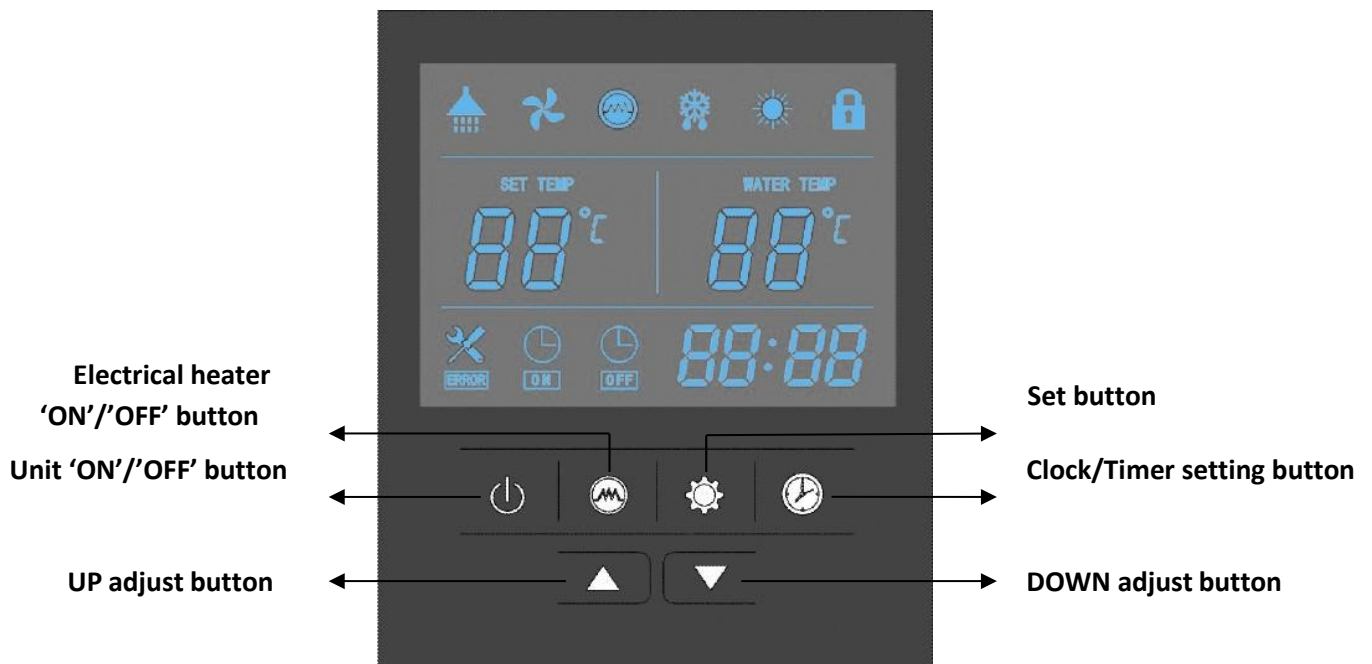 SET TEMP
WATER TEMP
88°C
88°C
ERROR
ON
OFF
88:88
Electrical heater
‘ON’/’OFF’ button
Set button
Unit ‘ON’/’OFF’ button
Clock/Timer setting button
UP adjust button
DOWN adjust button